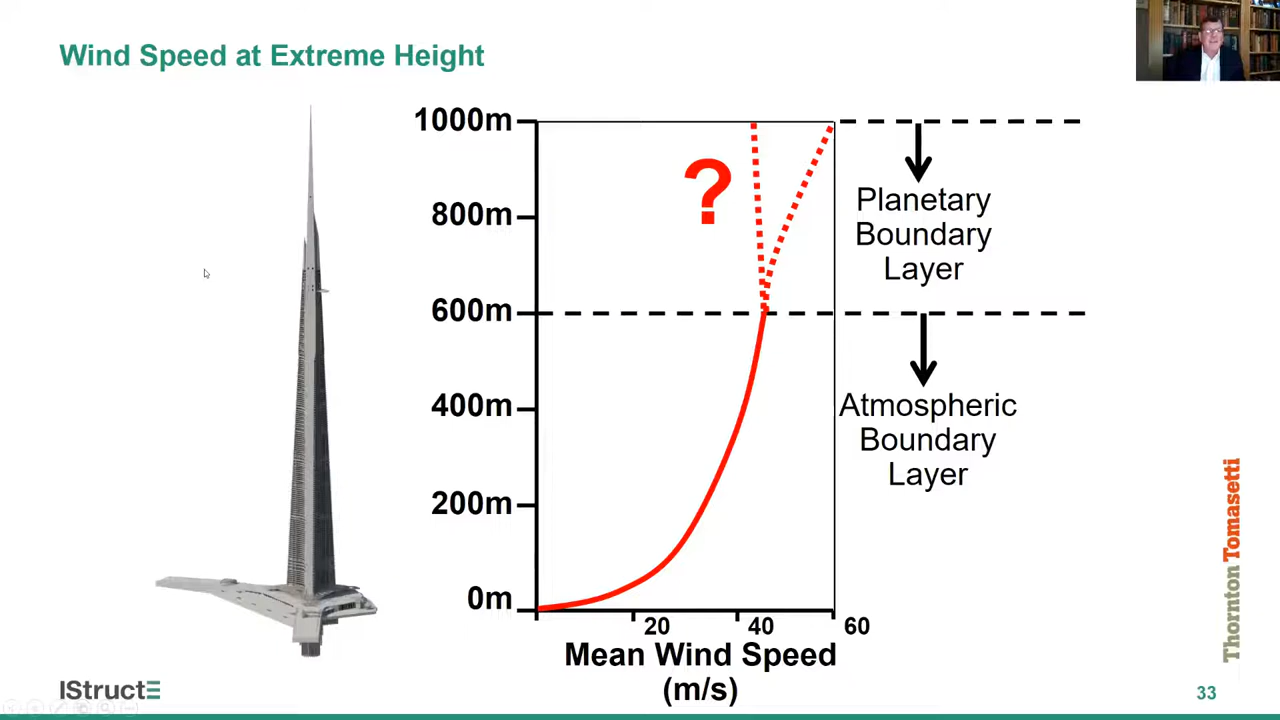 Wind Speed at Extreme Height
1000m
800m
600m
400m
200m
0m
?
20
40
60
Mean Wind Speed
(m/s)
Planetary
Boundary
Layer
Atmospheric
Boundary
Layer
Thornton Tomasetti
IStructE
33